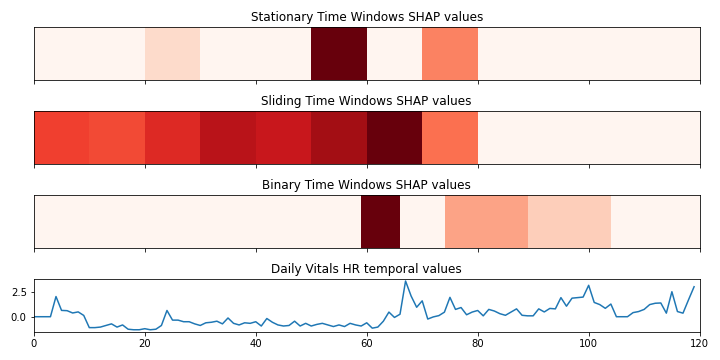 Stationary Time Windows SHAP values
Sliding Time Windows SHAP values
Binary Time Windows SHAP values
Daily Vitals HR temporal values
2.5
0.0
0 20 40 60 80 100 120